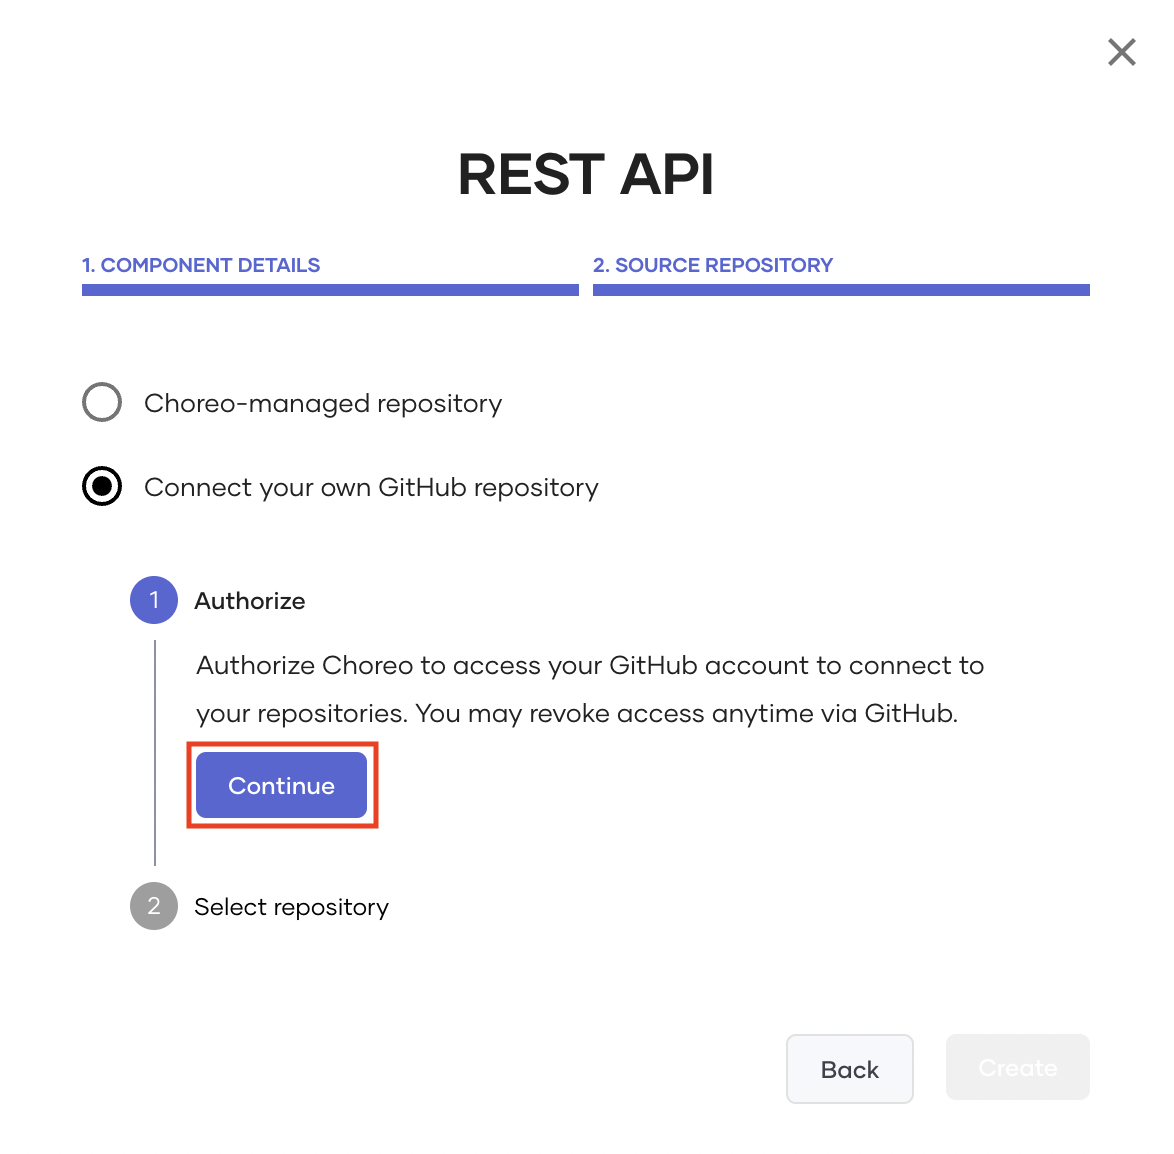 REST API
1. COMPONENT DETAILS
2. SOURCE REPOSITORY
Choreo-managed repository
Connect your own GitHub repository
1 Authorize
Authorize Choreo to access your GitHub account to connect to
your repositories. You may revoke access anytime via GitHub.
Continue
2 Select repository
Back
Create